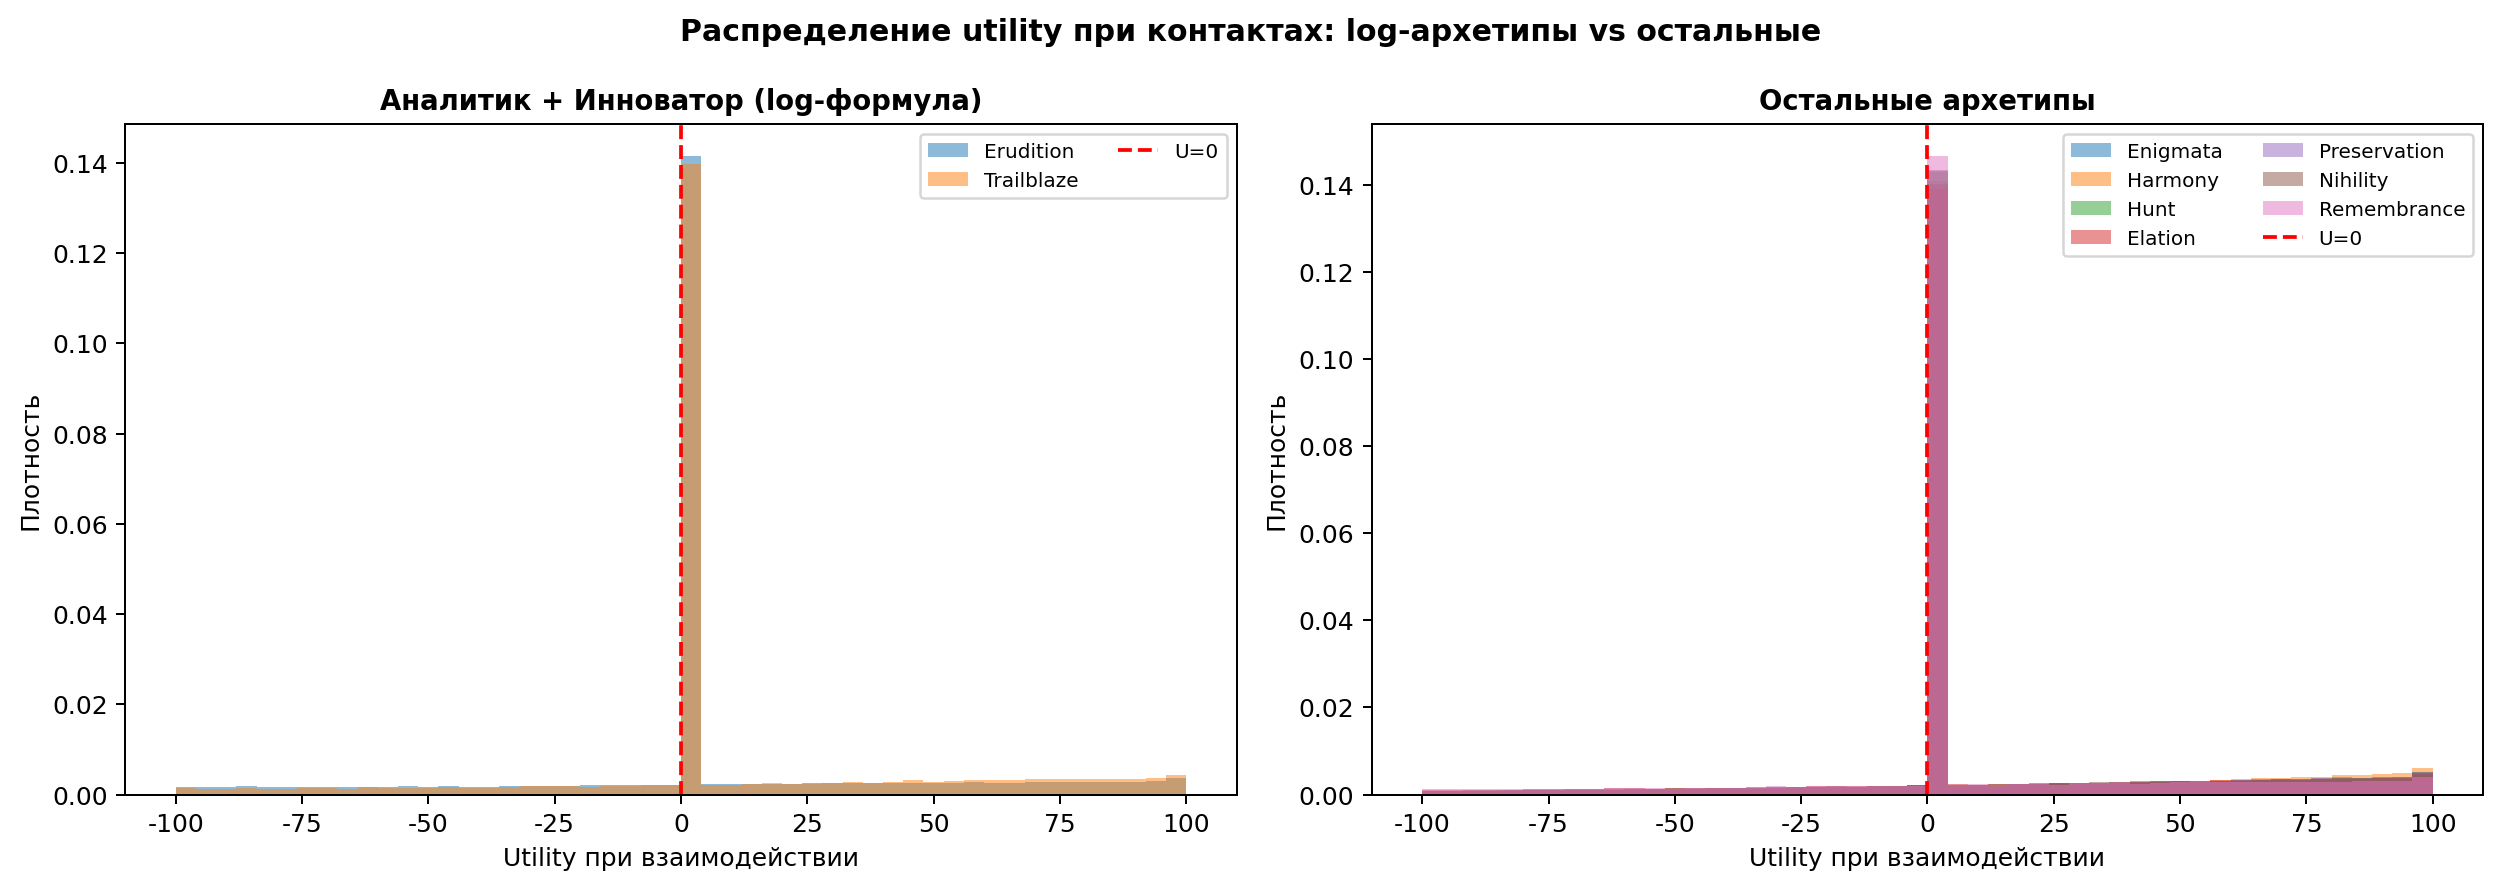 Распределение utility при контактах: log-архетипы vs остальные
Аналитик + Инноватор (log-формула)
Плотность
0.14
0.12
0.10
0.08
0.06
0.04
0.02
0.00
Erudition
Trailblaze
U=0
-100 -75 -50 -25 0 25 50 75 100
Utility при взаимодействии
Остальные архетипы
Плотность
0.14
0.12
0.10
0.08
0.06
0.04
0.02
0.00
Enigmata
Harmony
Hunt
Elation
Preservation
Nihility
Remembrance
U=0
-100 -75 -50 -25 0 25 50 75 100
Utility при взаимодействии